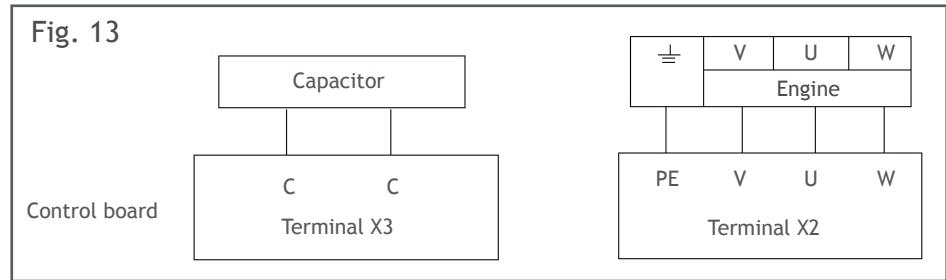 Fig. 13
Capacitor
C C
Control board
Terminal X3
V U W
Engine
PE V U W
Terminal X2